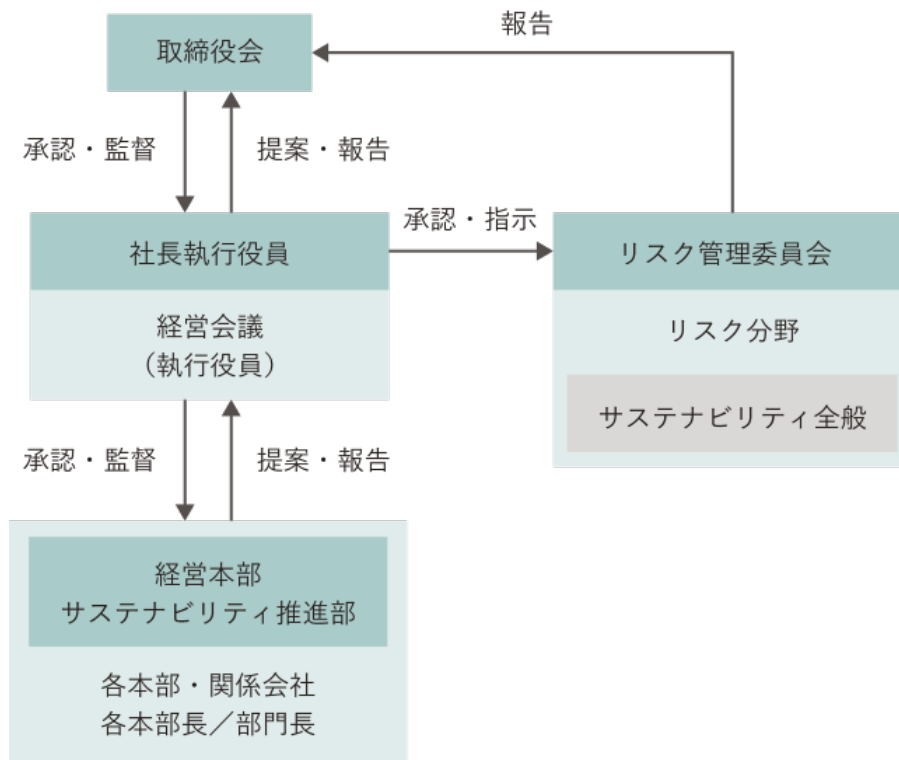 取締役会
報告
承認・監督
提案・報告
社長執行役員
経営会議
（執行役員）
承認・指示
リスク管理委員会
リスク分野
サステナビリティ全般
承認・監督
提案・報告
経営本部
サステナビリティ推進部
各本部・関係会社
各本部長／部門長